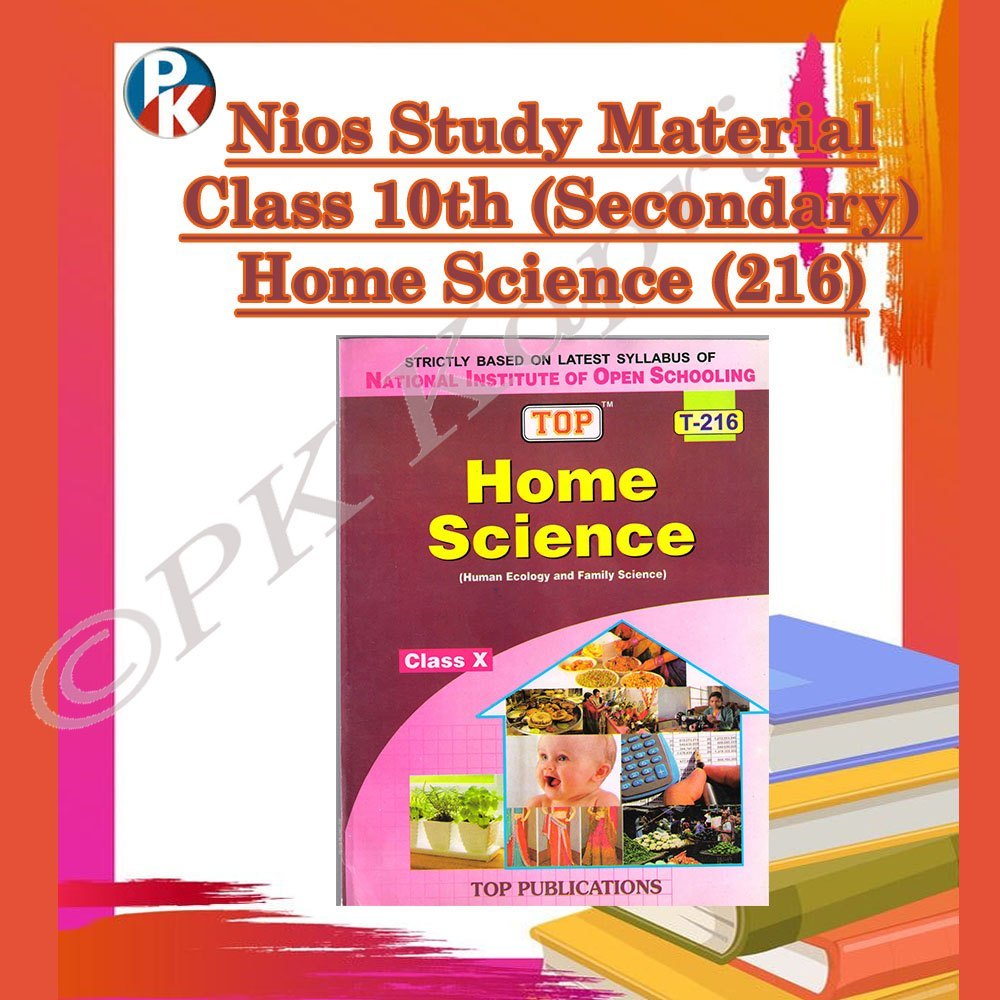 PK
Nios Study Material
Class 10th (Secondary)
Home Science (216)
©PK Kapri
STRICTLY BASED ON LATEST SYLLABUS OF
NATIONAL INSTITUTE OF OPEN SCHOOLING
TOP™
T-216
Home
Science
(Human Ecology and Family Science)
Class X
TOP PUBLICATIONS